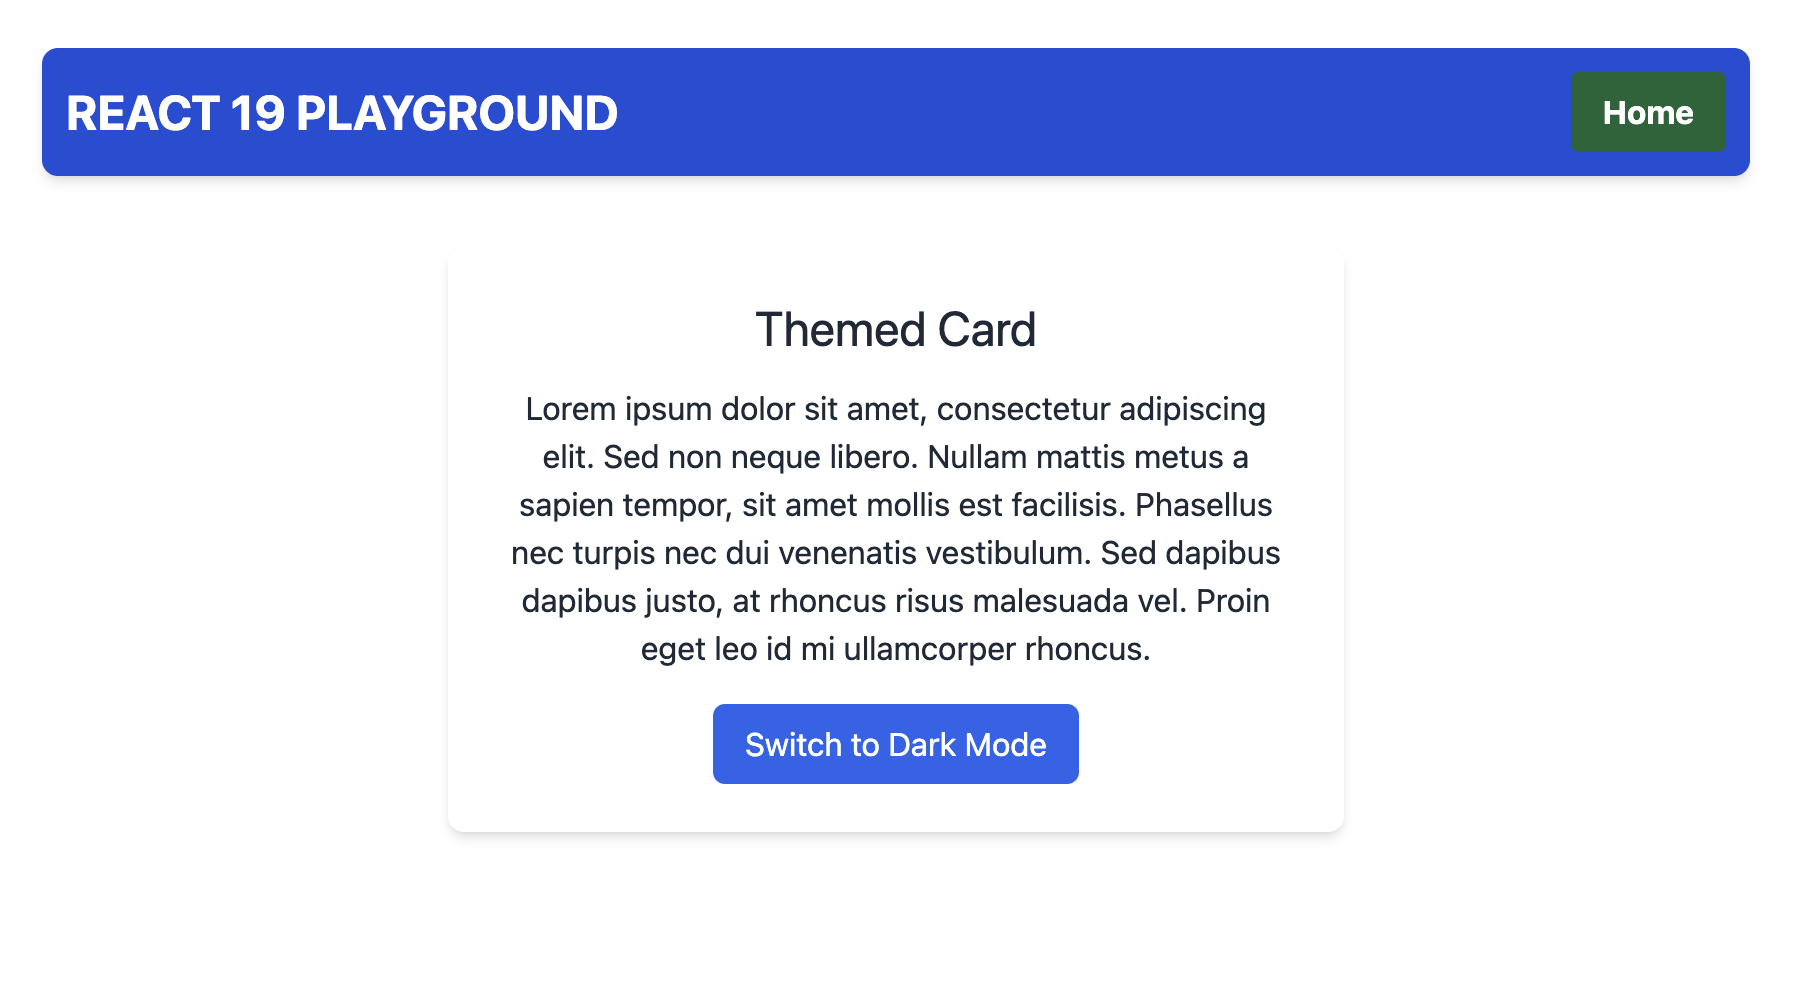 REACT 19 PLAYGROUND
Home
Themed Card
Lorem ipsum dolor sit amet, consectetur adipiscing
elit. Sed non neque libero. Nullam mattis metus a
sapien tempor, sit amet mollis est facilisis. Phasellus
nec turpis nec dui venenatis vestibulum. Sed dapibus
dapibus justo, at rhoncus risus malesuada vel. Proin
eget leo id mi ullamcorper rhoncus.
Switch to Dark Mode